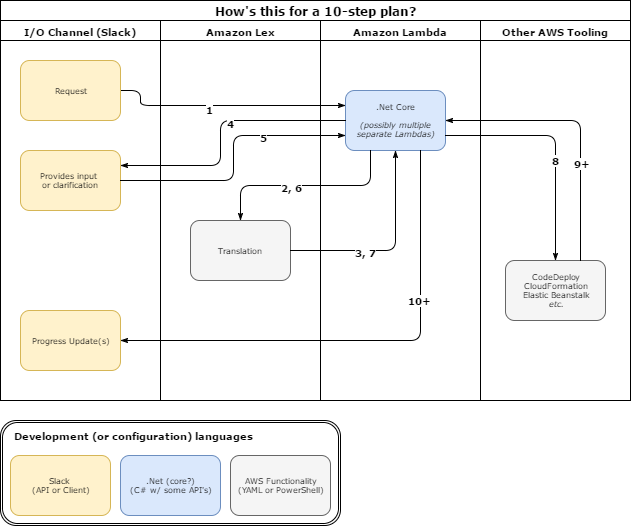 How's this for a 10-step plan?
I/O Channel (Slack)
Amazon Lex
Amazon Lambda
Other AWS Tooling
Request
1
.Net Core
(possibly multiple
separate Lambdas)
4
5
Provides input
or clarification
2, 6
8
9+
Translation
3, 7
CodeDeploy
CloudFormation
Elastic Beanstalk
etc.
10+
Progress Update(s)
Development (or configuration) languages
Slack
(API or Client)
.Net (core?)
(C# w/ some API's)
AWS Functionality
(YAML or PowerShell)